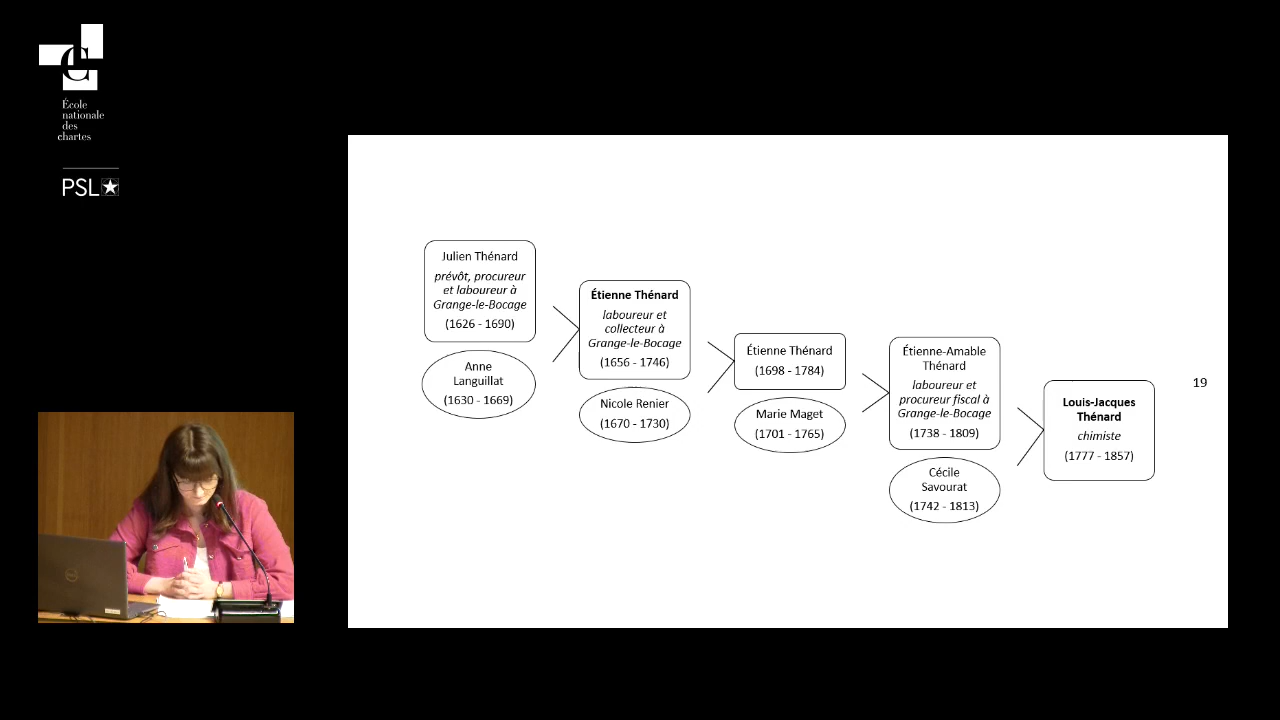 École
nationale
des
chartes
PSL
Julien Thénard
prévôt, procureur
et laboureur à
Grange-le-Bocage
(1626 - 1690)
Anne
Languillat
(1630 - 1669)
Étienne Thénard
laboureur et
collecteur à
Grange-le-Bocage
(1656 - 1746)
Nicole Renier
(1670 - 1730)
Étienne Thénard
(1698 - 1784)
Marie Maget
(1701 - 1765)
Étienne-Amable
Thénard
laboureur et
procureur fiscal à
Grange-le-Bocage
(1738 - 1809)
Cécile
Savourat
(1742 - 1813)
Louis-Jacques
Thénard
chimiste
(1777 - 1857)
19